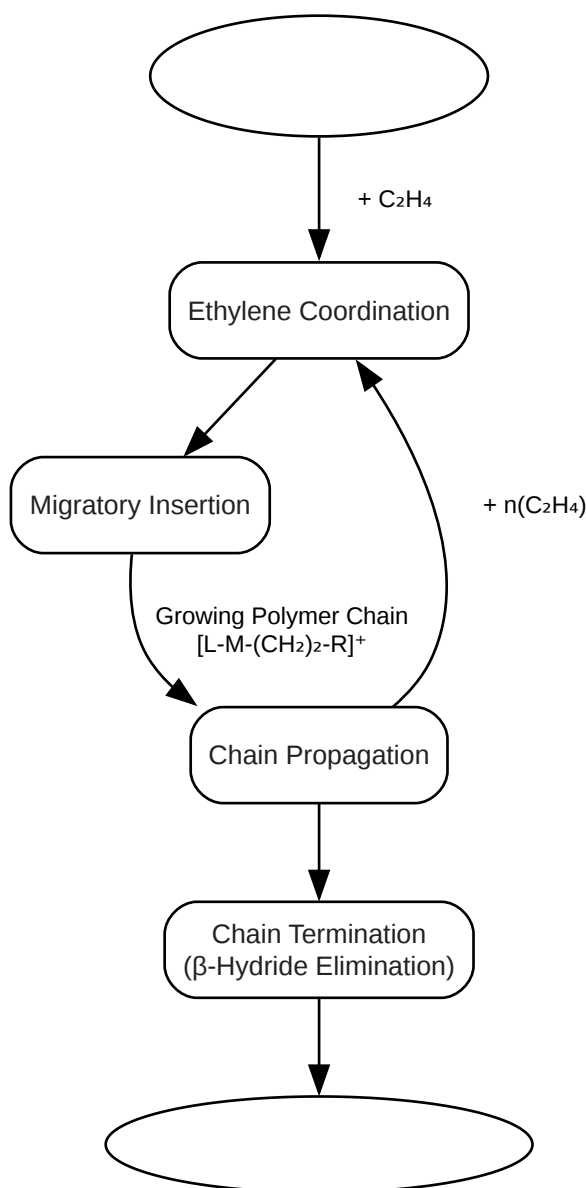 + C₂H₄
Ethylene Coordination
Migratory Insertion
+ n(C₂H₄)
Growing Polymer Chain
[L-M-(CH₂)₂-R]⁺
Chain Propagation
Chain Termination
(β-Hydride Elimination)